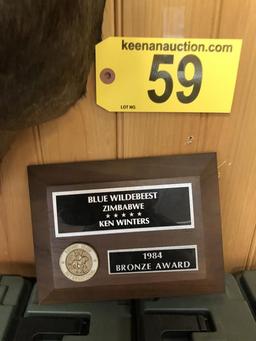 keenanauction.com
59
LOT NO.
BLUE WILDEBEEST
ZIMBABWE
★★★★★
KEN WINTERS
1984
BRONZE AWARD